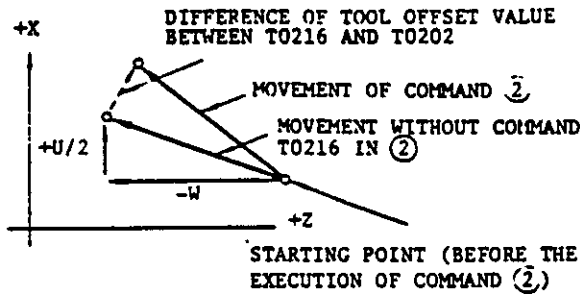 DIFFERENCE OF TOOL OFFSET VALUE
BETWEEN T0216 AND T0202
+X
MOVEMENT OF COMMAND ②
MOVEMENT WITHOUT COMMAND
T0216 IN ②
+U/2
-W
+Z
STARTING POINT (BEFORE THE
EXECUTION OF COMMAND ②)